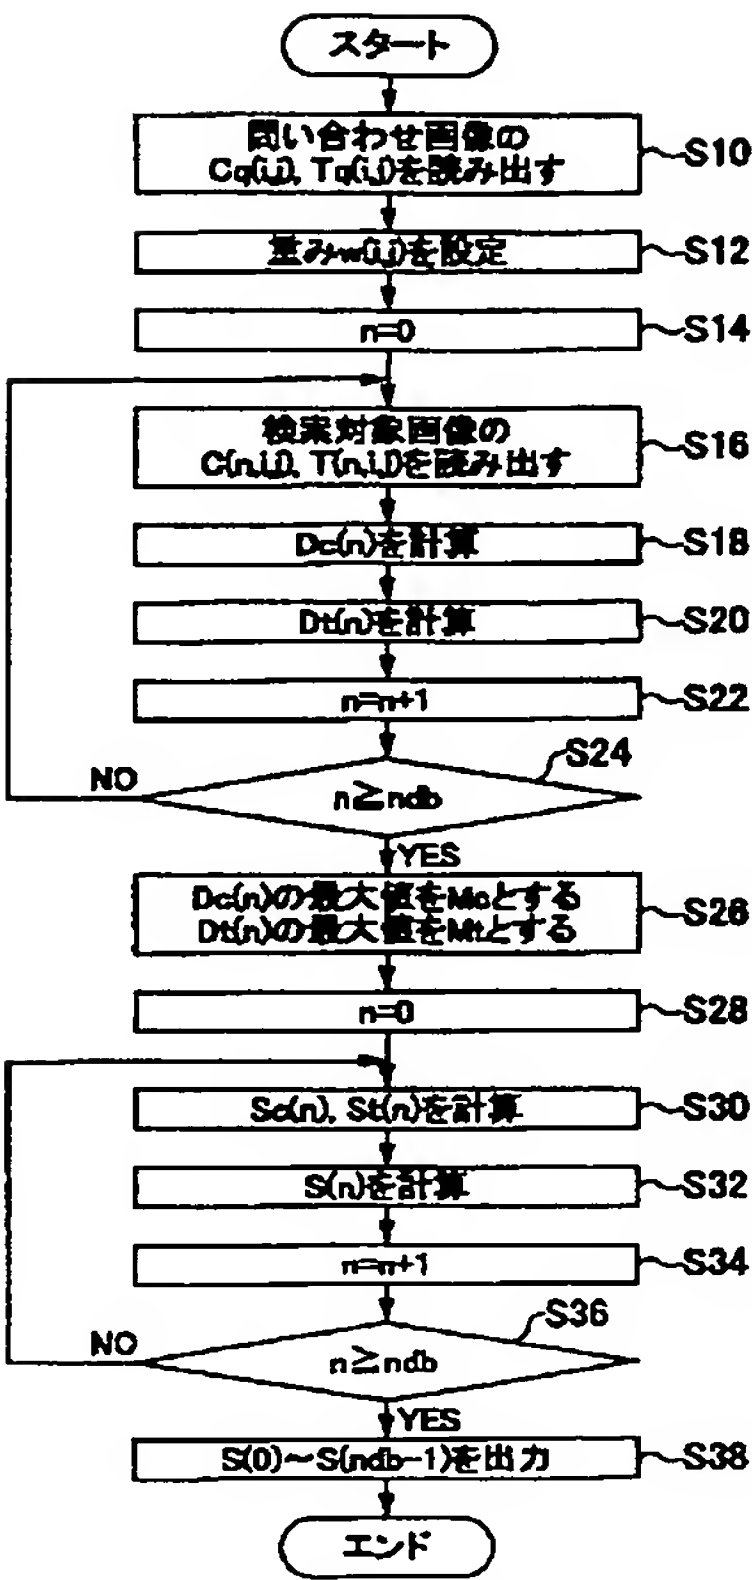 スタート
問い合わせ画像の
Cq(i,j), Tq(i,j)を読み出す
S10
重みw(i,j)を設定
S12
n=0
S14
検索対象画像の
C(n,i,j), T(n,i,j)を読み出す
S16
Dc(n)を計算
S18
Dt(n)を計算
S20
n=n+1
S22
S24
NO
n≧ndb
YES
Dc(n)の最大値をMcとする
Dt(n)の最大値をMtとする
S26
n=0
S28
Sc(n), St(n)を計算
S30
S(n)を計算
S32
n=n+1
S34
S36
NO
n≧ndb
YES
S(0)～S(ndb-1)を出力
S38
エンド